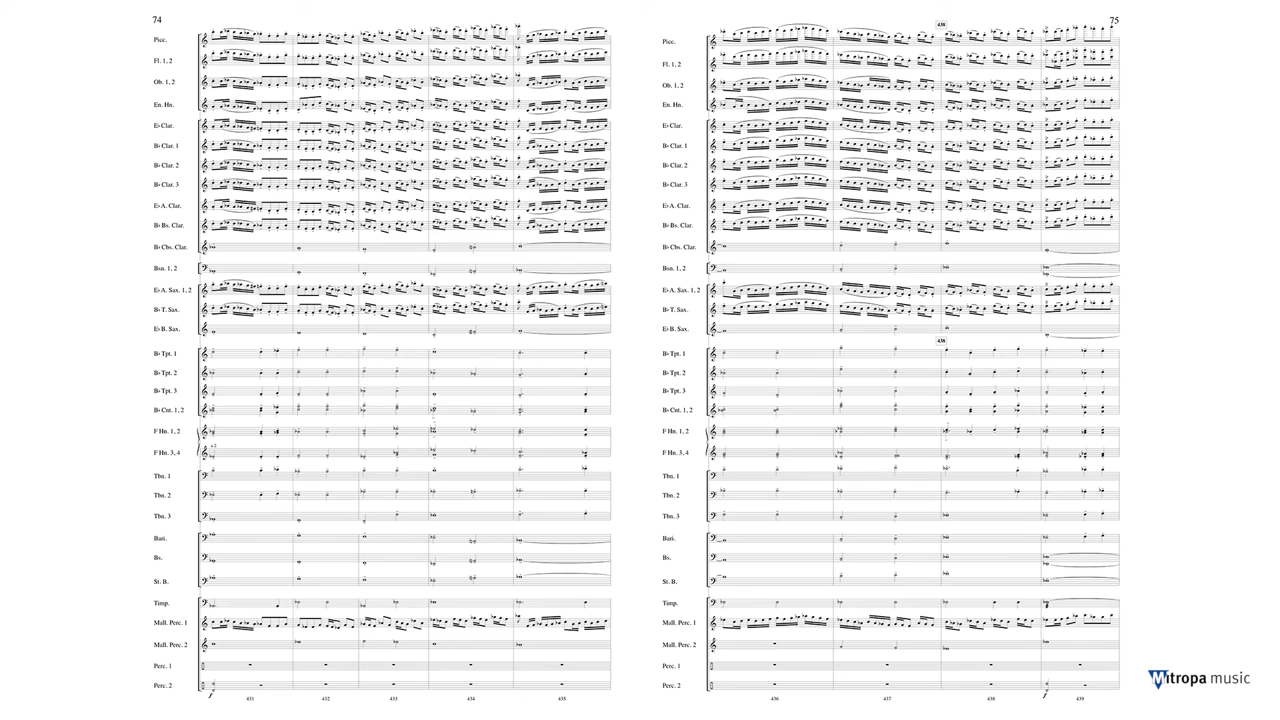 74
Picc.
Fl. 1, 2
Ob. 1, 2
En. Hn.
E♭ Clar.
B♭ Clar. 1
B♭ Clar. 2
B♭ Clar. 3
E♭ A. Clar.
B♭ Bs. Clar.
B♭ Cbs. Clar.
Bsn. 1, 2
E♭ A. Sax. 1, 2
B♭ T. Sax.
E♭ B. Sax.
B♭ Tpt. 1
B♭ Tpt. 2
B♭ Tpt. 3
B♭ Cnt. 1, 2
F Hn. 1, 2
a 2
F Hn. 3, 4
Tbn. 1
Tbn. 2
Tbn. 3
Bari.
Bs.
St. B.
Timp.
Mall. Perc. 1
Mall. Perc. 2
Perc. 1
Perc. 2
f
431 432 433 434 435
75
438
Picc.
Fl. 1, 2
Ob. 1, 2
En. Hn.
E♭ Clar.
B♭ Clar. 1
B♭ Clar. 2
B♭ Clar. 3
E♭ A. Clar.
B♭ Bs. Clar.
B♭ Cbs. Clar.
Bsn. 1, 2
E♭ A. Sax. 1, 2
B♭ T. Sax.
E♭ B. Sax.
438
B♭ Tpt. 1
B♭ Tpt. 2
B♭ Tpt. 3
B♭ Cnt. 1, 2
F Hn. 1, 2
F Hn. 3, 4
Tbn. 1
Tbn. 2
Tbn. 3
Bari.
Bs.
St. B.
Timp.
Mall. Perc. 1
Mall. Perc. 2
Perc. 1
Perc. 2
f
436 437 438 439
Mitropa music